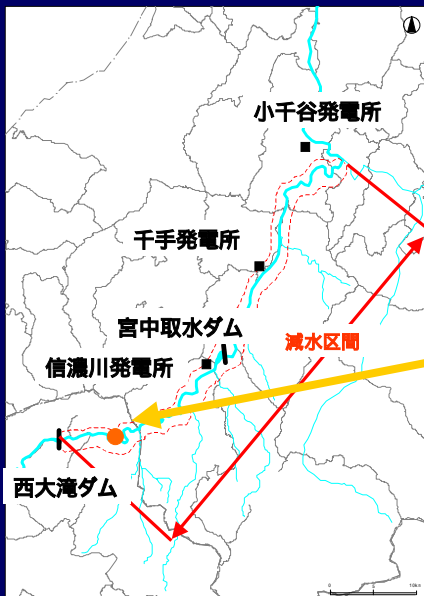 小千谷発電所
千手発電所
宮中取水ダム
減水区間
信濃川発電所
西大滝ダム
0 5 10km